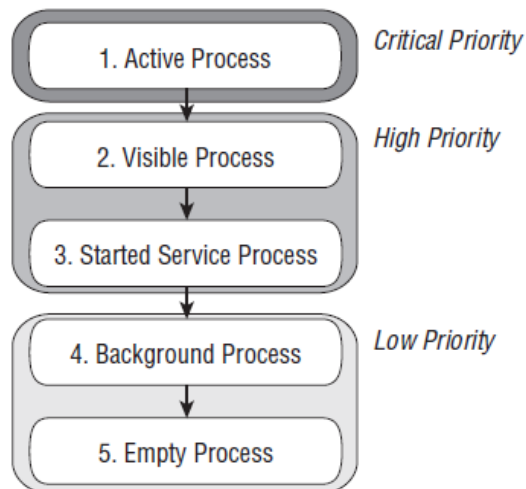 1. Active Process
Critical Priority
2. Visible Process
High Priority
3. Started Service Process
4. Background Process
Low Priority
5. Empty Process